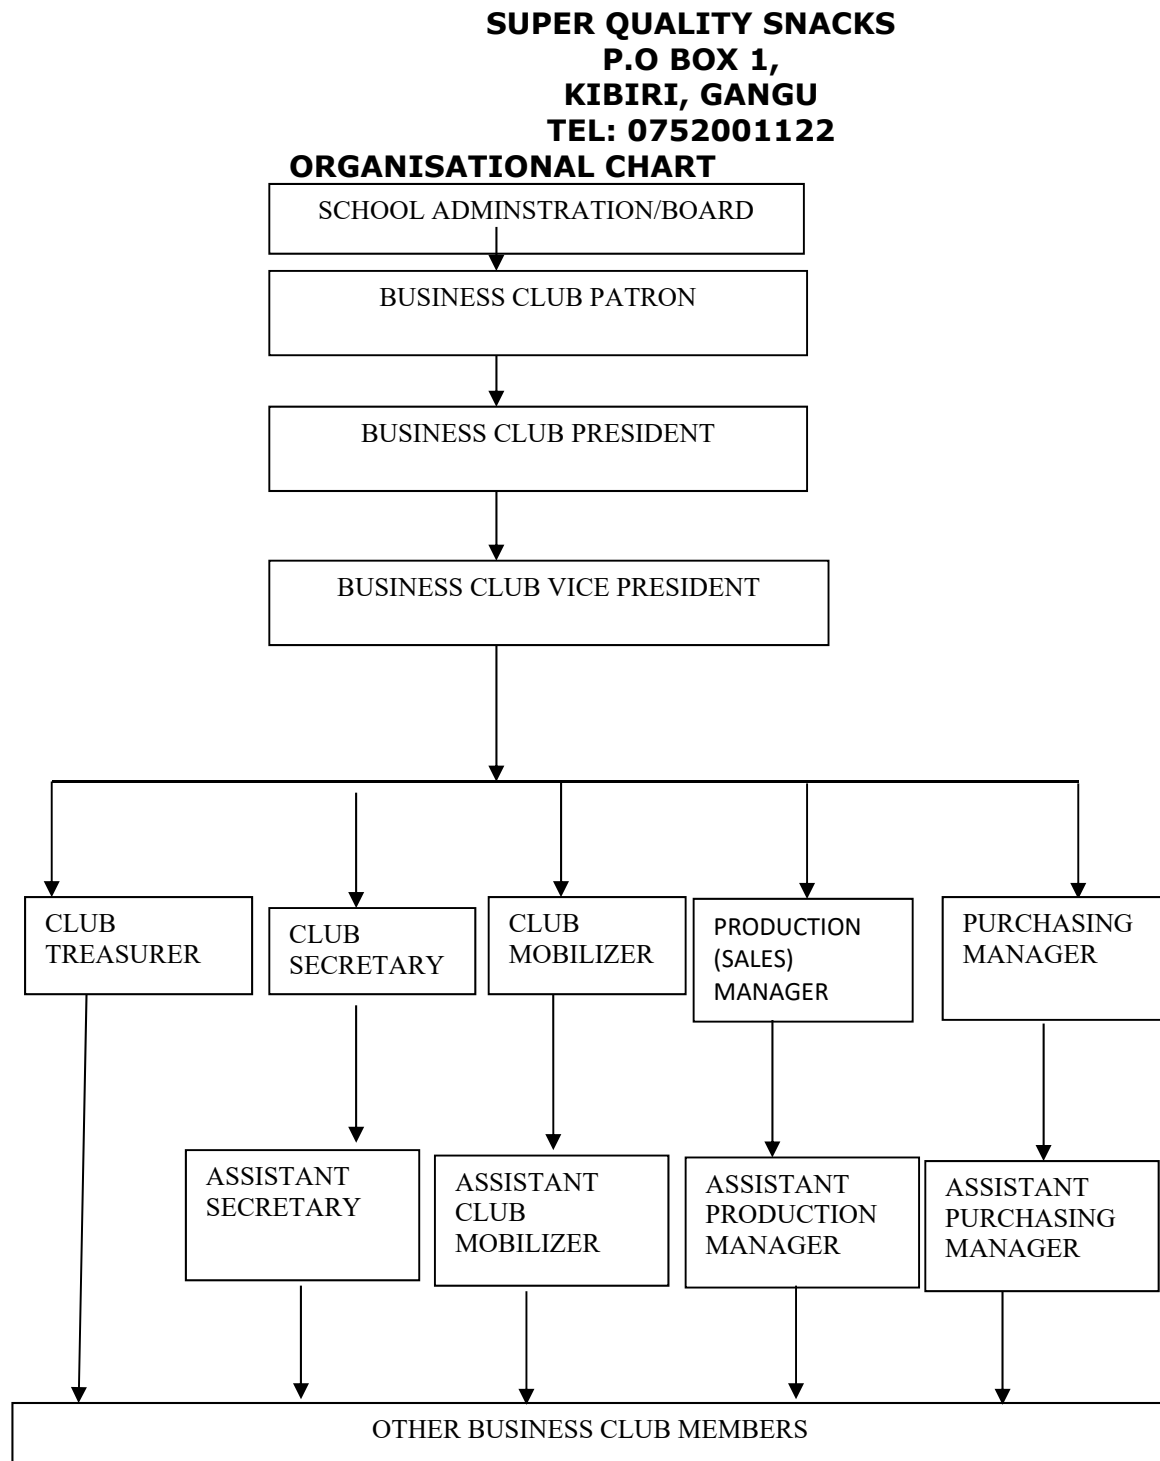 SUPER QUALITY SNACKS
P.O BOX 1,
KIBIRI, GANGU
TEL: 0752001122
ORGANISATIONAL CHART
SCHOOL ADMINSTRATION/BOARD
BUSINESS CLUB PATRON
BUSINESS CLUB PRESIDENT
BUSINESS CLUB VICE PRESIDENT
CLUB
TREASURER
CLUB
SECRETARY
CLUB
MOBILIZER
PRODUCTION
(SALES)
MANAGER
PURCHASING
MANAGER
ASSISTANT
SECRETARY
ASSISTANT
CLUB
MOBILIZER
ASSISTANT
PRODUCTION
MANAGER
ASSISTANT
PURCHASING
MANAGER
OTHER BUSINESS CLUB MEMBERS